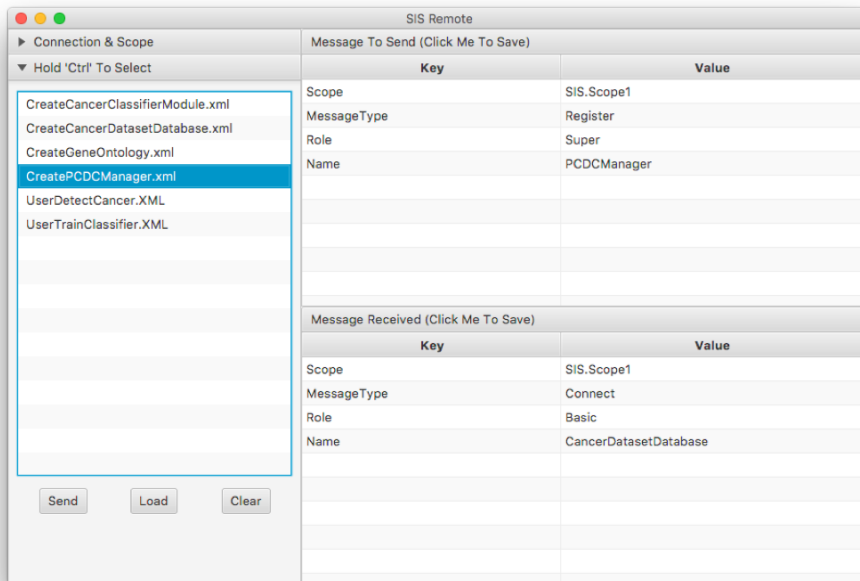 SIS Remote
Connection & Scope
Hold 'Ctrl' To Select
CreateCancerClassifierModule.xml
CreateCancerDatasetDatabase.xml
CreateGeneOntology.xml
CreatePCDCManager.xml
UserDetectCancer.XML
UserTrainClassifier.XML
Send Load Clear
Message To Send (Click Me To Save)
Key Value
Scope SIS.Scope1
MessageType Register
Role Super
Name PCDCManager
Message Received (Click Me To Save)
Key Value
Scope SIS.Scope1
MessageType Connect
Role Basic
Name CancerDatasetDatabase